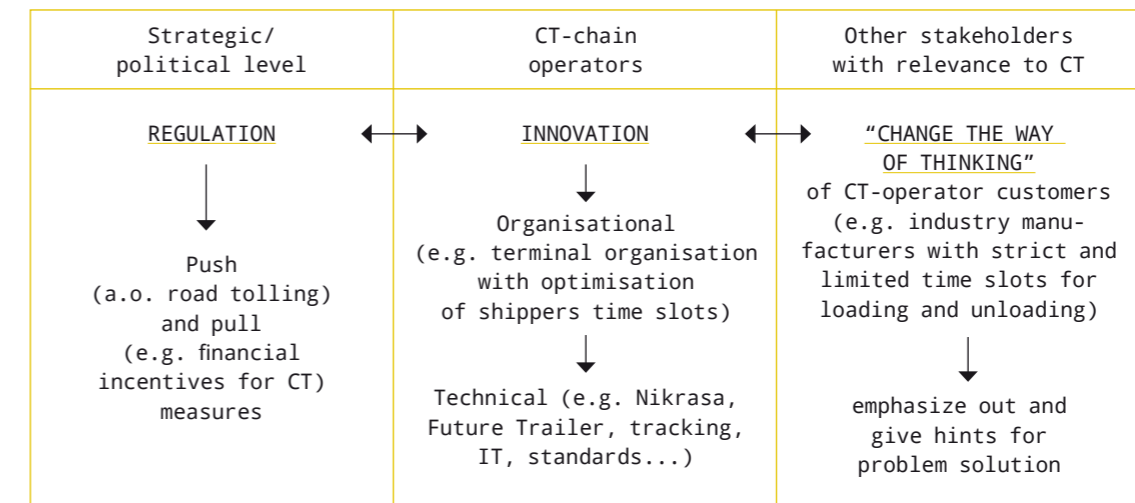 Strategic/
political level
CT-chain
operators
Other stakeholders
with relevance to CT
REGULATION
Push
(a.o. road tolling)
and pull
(e.g. financial
incentives for CT)
measures
INNOVATION
Organisational
(e.g. terminal organisation
with optimisation
of shippers time slots)
Technical (e.g. Nikrasa,
Future Trailer, tracking,
IT, standards...)
“CHANGE THE WAY
OF THINKING”
of CT-operator customers
(e.g. industry manu-
facturers with strict and
limited time slots for
loading and unloading)
emphasize out and
give hints for
problem solution